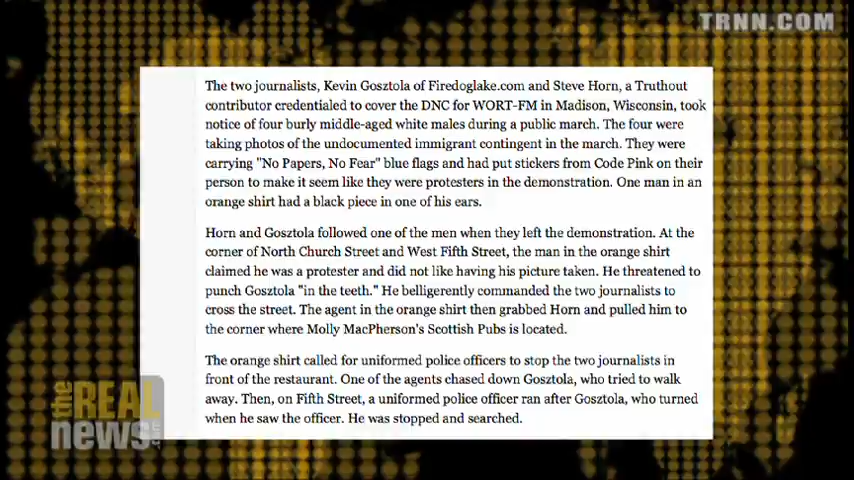 TRNN.COM
The two journalists, Kevin Gosztola of Firedoglake.com and Steve Horn, a Truthout
contributor credentialed to cover the DNC for WORT-FM in Madison, Wisconsin, took
notice of four burly middle-aged white males during a public march. The four were
taking photos of the undocumented immigrant contingent in the march. They were
carrying "No Papers, No Fear" blue flags and had put stickers from Code Pink on their
person to make it seem like they were protesters in the demonstration. One man in an
orange shirt had a black piece in one of his ears.
Horn and Gosztola followed one of the men when they left the demonstration. At the
corner of North Church Street and West Fifth Street, the man in the orange shirt
claimed he was a protester and did not like having his picture taken. He threatened to
punch Gosztola "in the teeth." He belligerently commanded the two journalists to
cross the street. The agent in the orange shirt then grabbed Horn and pulled him to
the corner where Molly MacPherson's Scottish Pubs is located.
The orange shirt called for uniformed police officers to stop the two journalists in
front of the restaurant. One of the agents chased down Gosztola, who tried to walk
away. Then, on Fifth Street, a uniformed police officer ran after Gosztola, who turned
when he saw the officer. He was stopped and searched.
the
REAL
news.com